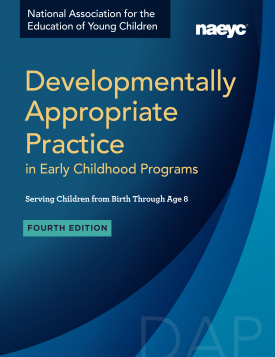 National Association for the
Education of Young Children
naeyc®
Developmentally
Appropriate
Practice
in Early Childhood Programs
Serving Children from Birth Through Age 8
FOURTH EDITION
DAP